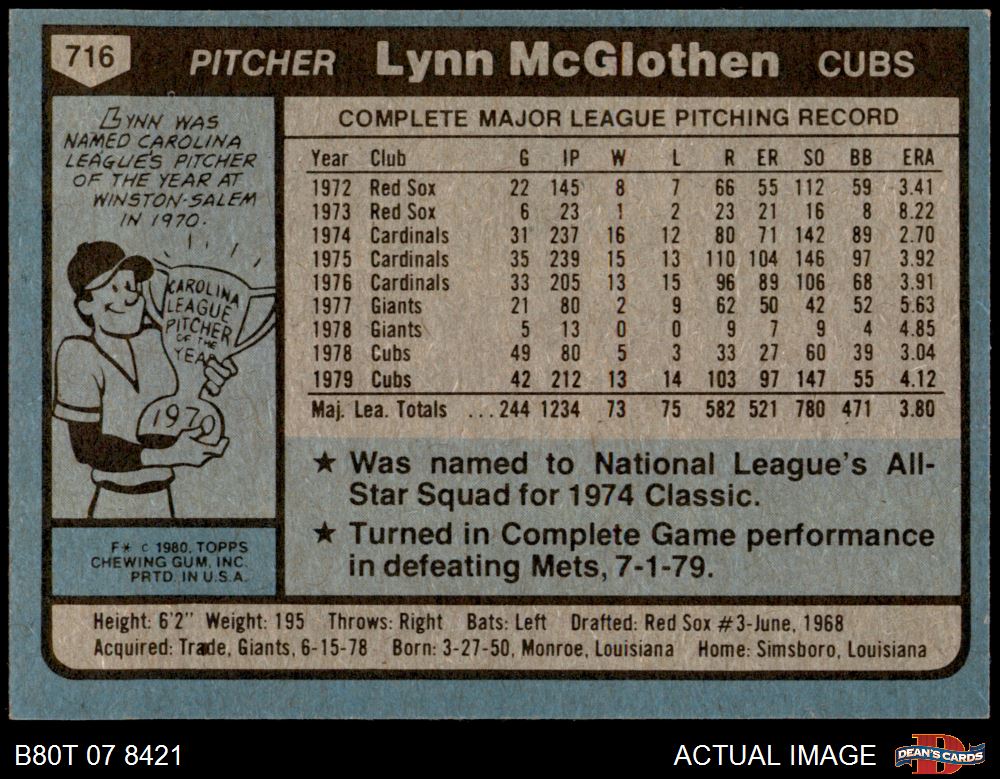 716 PITCHER Lynn McGlothen CUBS
LYNN WAS
NAMED CAROLINA
LEAGUE'S PITCHER
OF THE YEAR AT
WINSTON-SALEM
IN 1970.
CAROLINA
LEAGUE
PITCHER
OF THE
YEAR
1970
F* © 1980, TOPPS
CHEWING GUM, INC.
PRTD. IN U.S.A.
COMPLETE MAJOR LEAGUE PITCHING RECORD
Year Club G IP W L R ER SO BB ERA
1972 Red Sox 22 145 8 7 66 55 112 59 3.41
1973 Red Sox 6 23 1 2 23 21 16 8 8.22
1974 Cardinals 31 237 16 12 80 71 142 89 2.70
1975 Cardinals 35 239 15 13 110 104 146 97 3.92
1976 Cardinals 33 205 13 15 96 89 106 68 3.91
1977 Giants 21 80 2 9 62 50 42 52 5.63
1978 Giants 5 13 0 0 9 7 9 4 4.85
1978 Cubs 49 80 5 3 33 27 60 39 3.04
1979 Cubs 42 212 13 14 103 97 147 55 4.12
Maj. Lea. Totals ... 244 1234 73 75 582 521 780 471 3.80
★ Was named to National League's All-
Star Squad for 1974 Classic.
★ Turned in Complete Game performance
in defeating Mets, 7-1-79.
Height: 6'2" Weight: 195 Throws: Right Bats: Left Drafted: Red Sox #3-June, 1968
Acquired: Trade, Giants, 6-15-78 Born: 3-27-50, Monroe, Louisiana Home: Simsboro, Louisiana
B80T 07 8421 ACTUAL IMAGE D DEAN'S CARDS